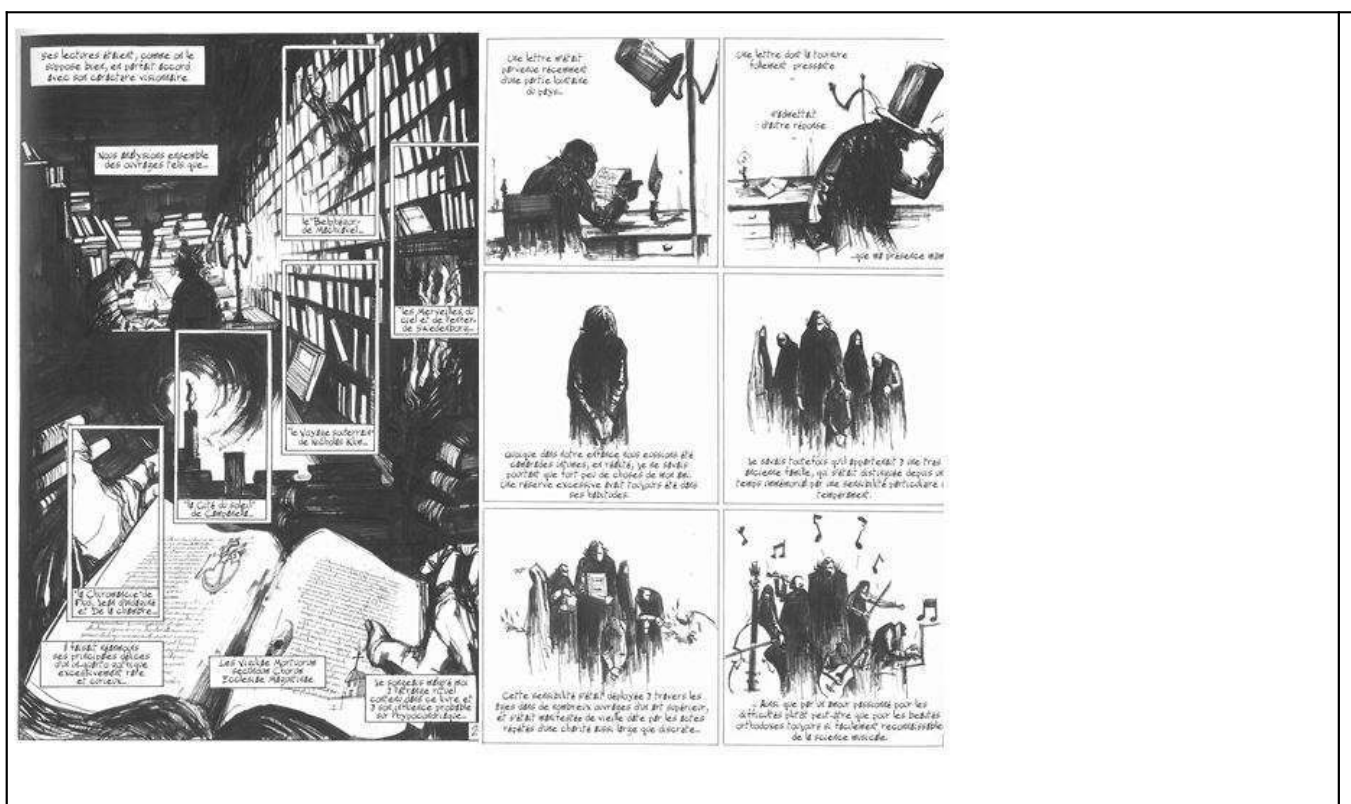 Ses lectures étaient, comme on le
suppose bien, en parfait accord
avec son caractère visionnaire
Nous analysions ensemble
des ouvrages tels que...
le "Belphégor"
de Machiavel...
"les Merveilles du
ciel et de l'enfer"
de Swedenborg...
"le Voyage souterrain"
de Nicholas Klim...
"la Cité du soleil"
de Campanella...
"la Chiromancie" de
Flud, Jean d'Indaginé
et De la chambre...
Il faisait néanmoins
ses principales délices
d'un in-quarto gothique
excessivement rare
et curieux...
Les Vigiliae Mortuorum
secundum Chorum
Ecclesiae Maguntinae
Je songeais malgré moi
à l'étrange rituel
contenu dans ce livre et
à son influence probable
sur l'hypocondriaque...
Une lettre m'était
parvenue récemment
d'une partie lointaine
du pays...
Une lettre dont la tournure
follement pressante
n'admettait
d'autre réponse
...que ma présence mêm
Quoique dans notre enfance nous eussions été
camarades intimes, en réalité, je ne savais
pourtant que fort peu de choses de mon ami.
Une réserve excessive avait toujours été dans
ses habitudes.
Je savais toutefois qu'il appartenait à une très
ancienne famille, qui s'était distinguée depuis un
temps immémorial par une sensibilité particulière
tempérament.
Cette sensibilité s'était déployée à travers les
âges dans de nombreux ouvrages d'un art supérieur,
et s'était manifestée de vieille date par les actes
répétés d'une charité aussi large que discrète...
... Ainsi que par un amour passionné pour les
difficultés plutôt peut-être que pour les beautés
orthodoxes toujours si facilement reconnaissable
de la science musicale.